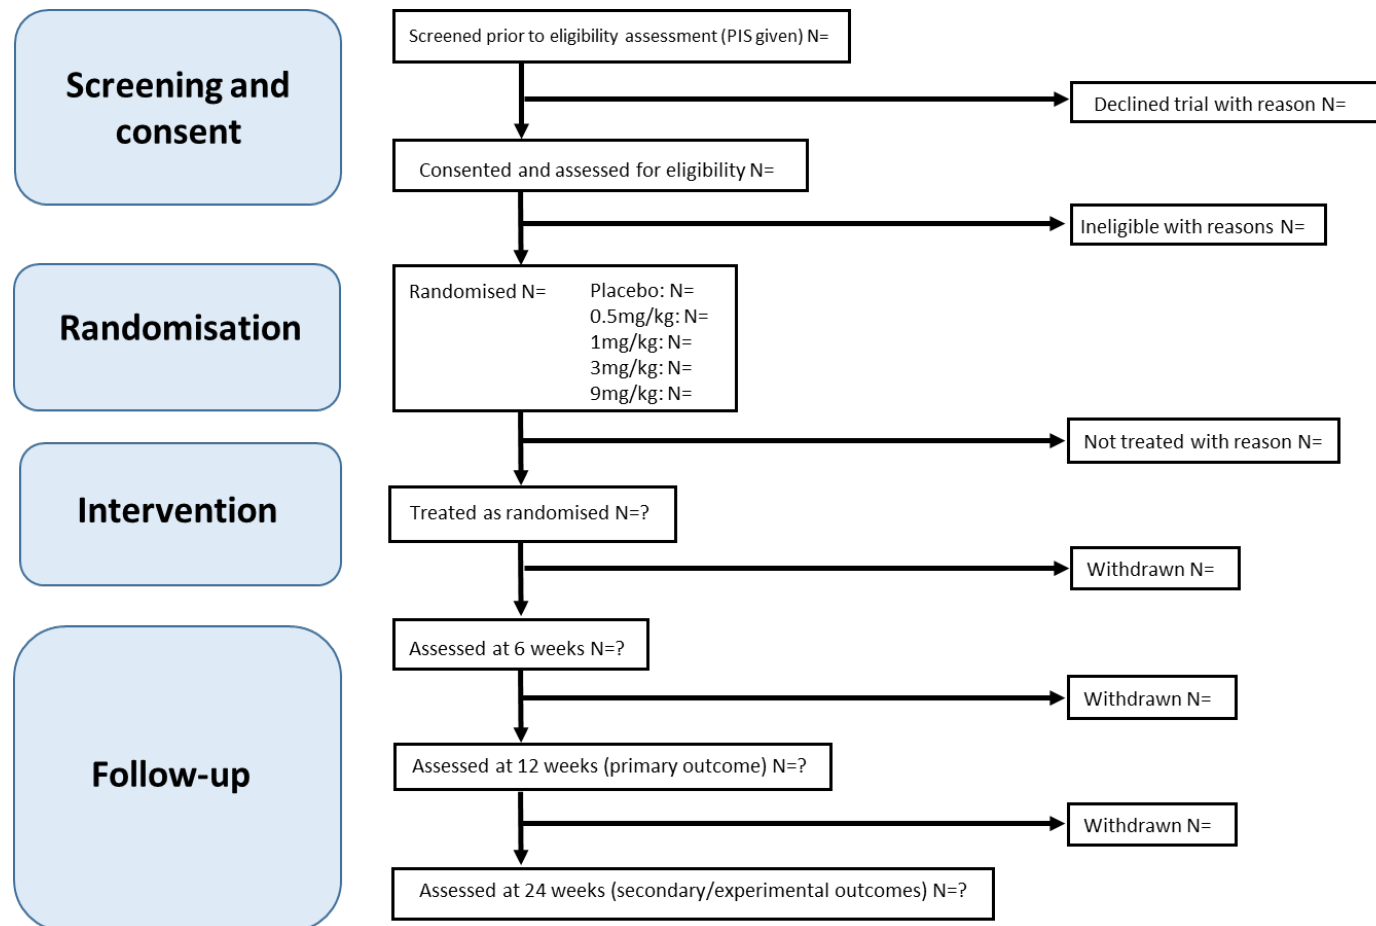 Screening and
consent
Screened prior to eligibility assessment (PIS given) N=
Declined trial with reason N=
Consented and assessed for eligibility N=
Ineligible with reasons N=
Randomisation
Randomised N=
Placebo: N=
0.5mg/kg: N=
1mg/kg: N=
3mg/kg: N=
9mg/kg: N=
Not treated with reason N=
Intervention
Treated as randomised N=?
Withdrawn N=
Follow-up
Assessed at 6 weeks N=?
Withdrawn N=
Assessed at 12 weeks (primary outcome) N=?
Withdrawn N=
Assessed at 24 weeks (secondary/experimental outcomes) N=?